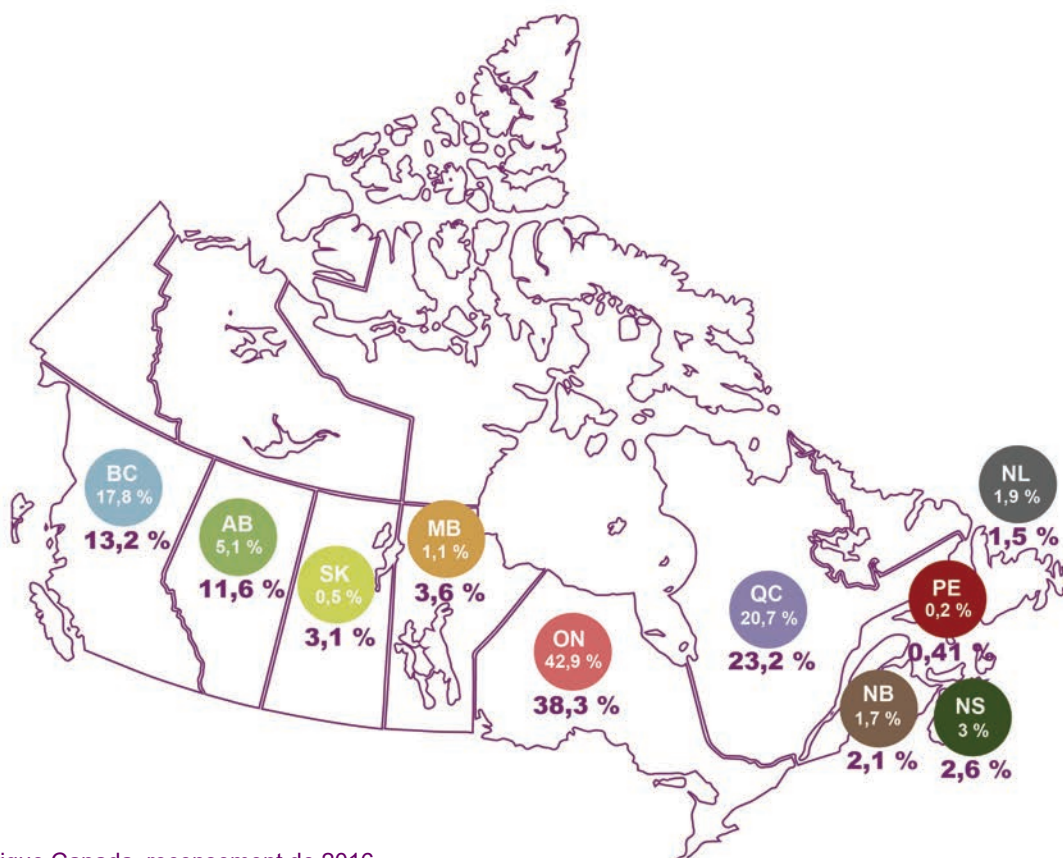 BC
17,8 %
13,2 %
AB
5,1 %
11,6 %
SK
0,5 %
3,1 %
MB
1,1 %
3,6 %
ON
42,9 %
38,3 %
QC
20,7 %
23,2 %
NL
1,9 %
1,5 %
PE
0,2 %
0,41 %
NB
1,7 %
2,1 %
NS
3 %
2,6 %
Canada, recensement de 2016